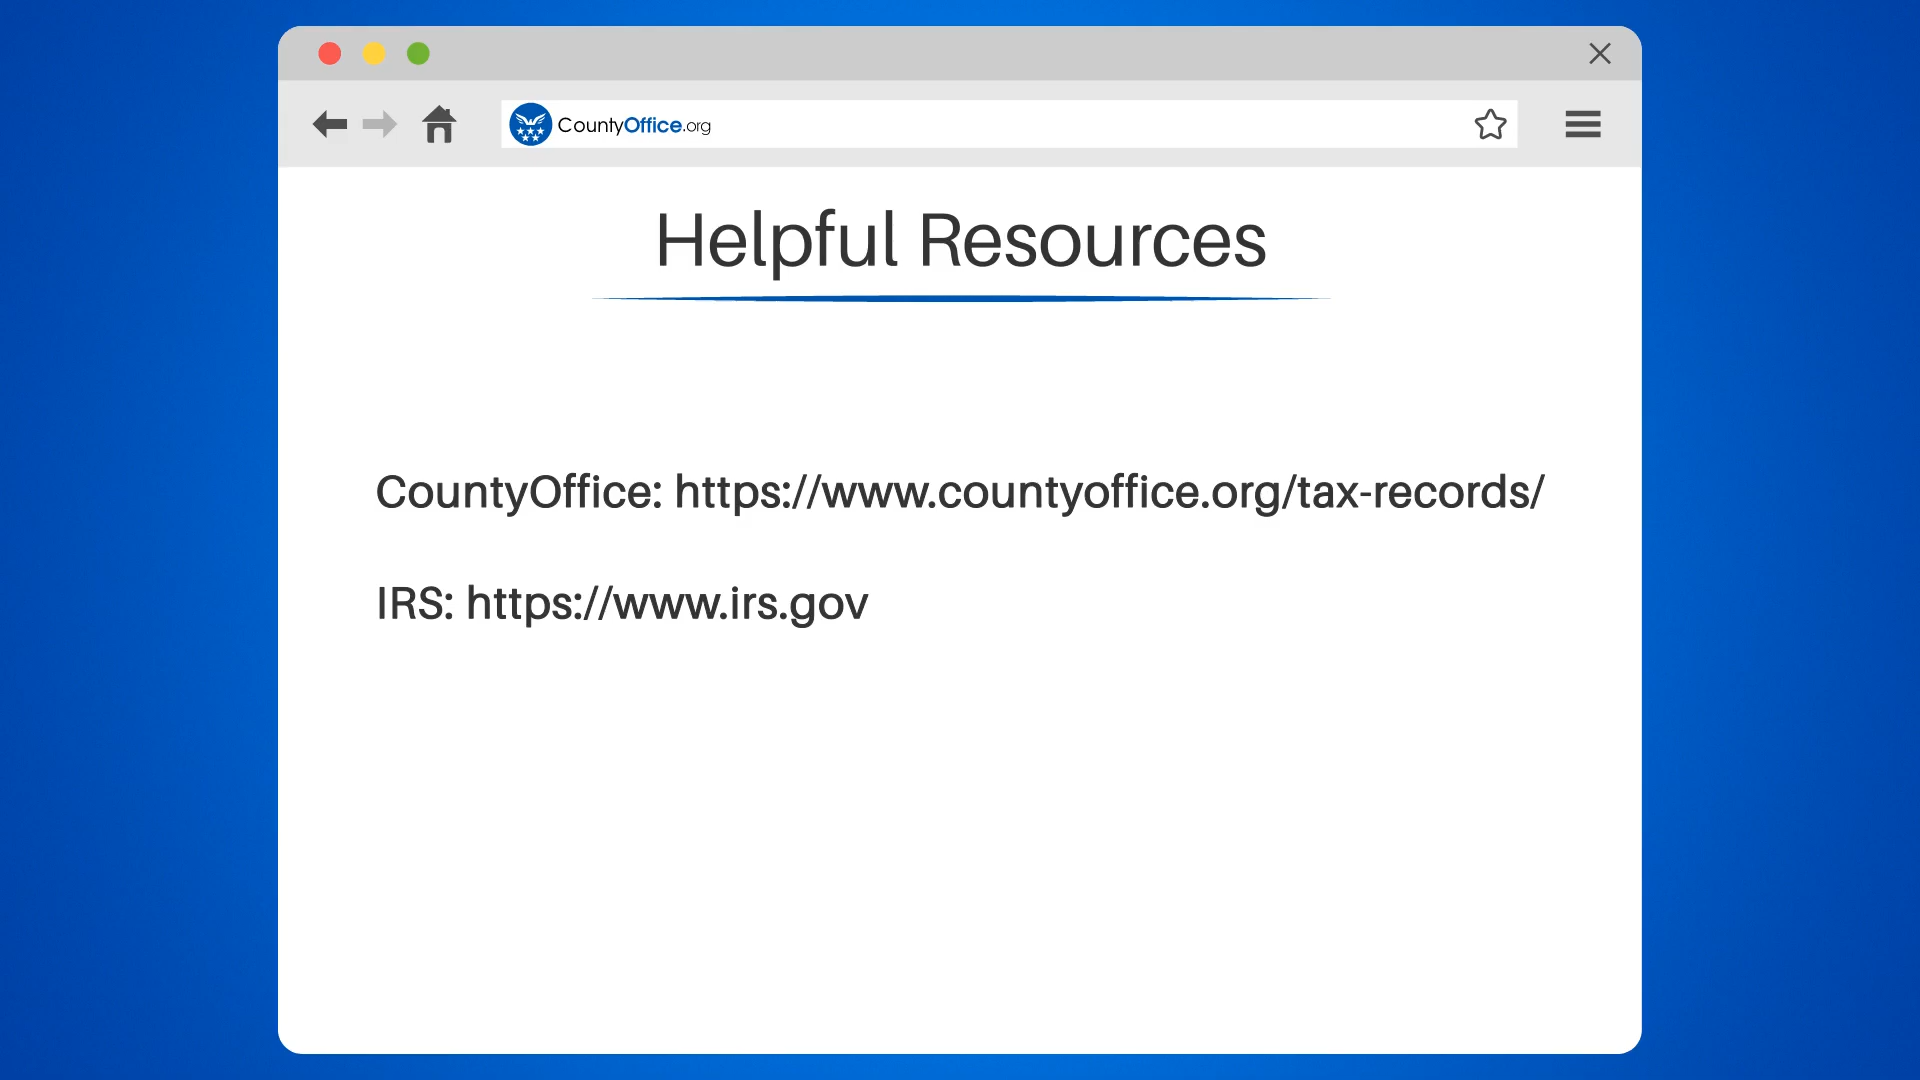 CountyOffice.org
Helpful Resources
CountyOffice: https://www.countyoffice.org/tax-records/
IRS: https://www.irs.gov